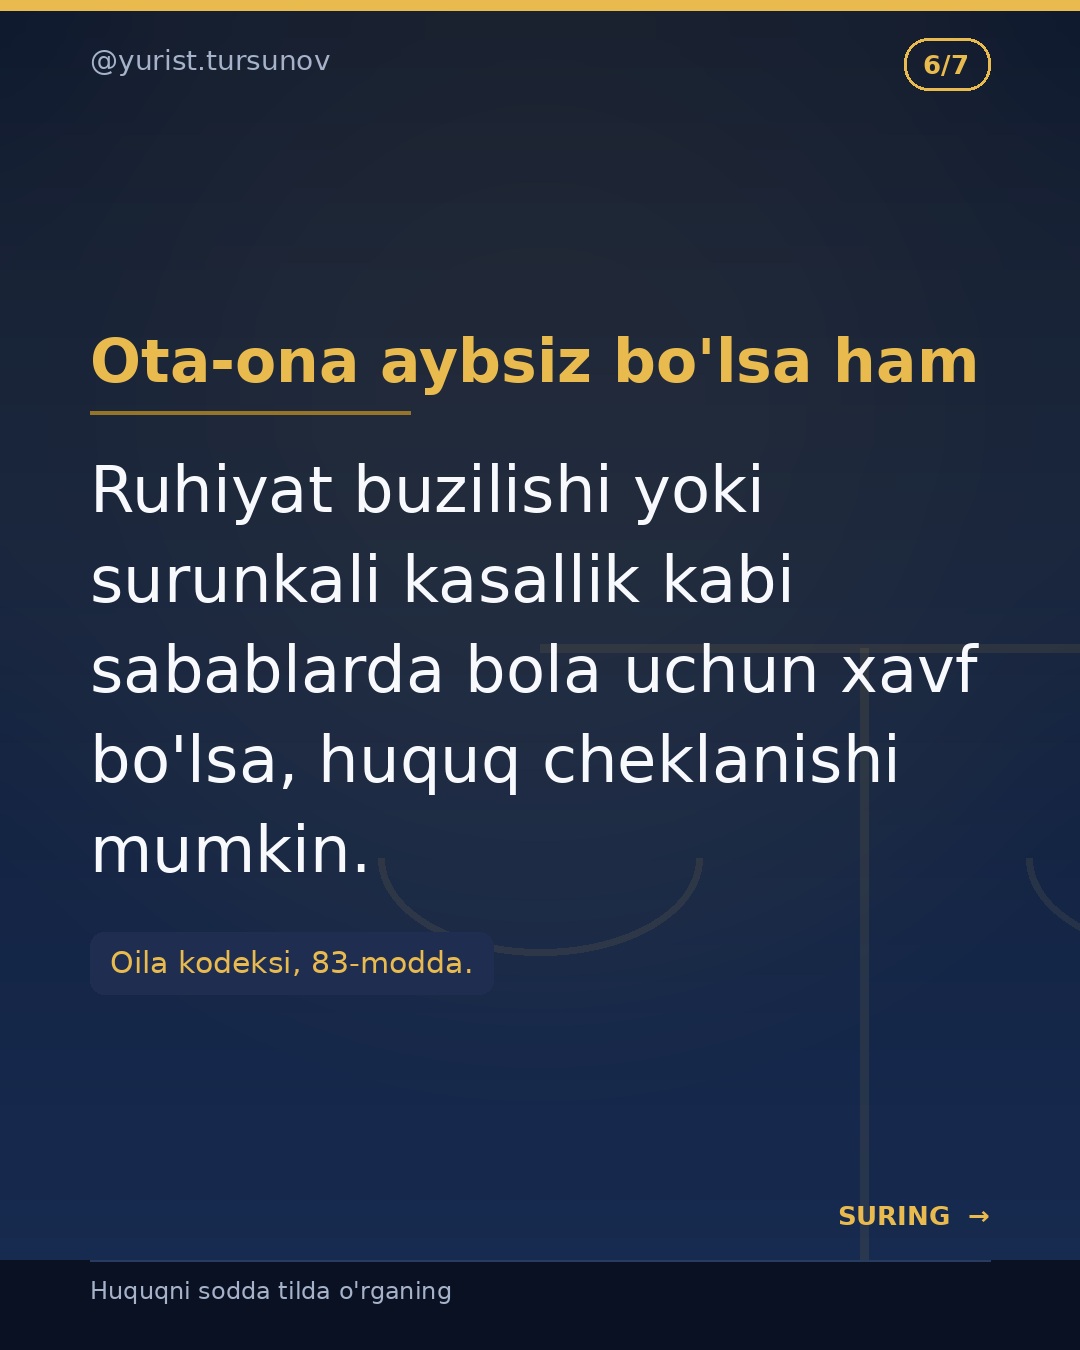 @yurist.tursunov
6/7
Ota-ona aybsiz bo'lsa ham
Ruhiyat buzilishi yoki
surunkali kasallik kabi
sabablarda bola uchun xavf
bo'lsa, huquq cheklanishi
mumkin.
Oila kodeksi, 83-modda.
SURING →
Huquqni sodda tilda o'rganing